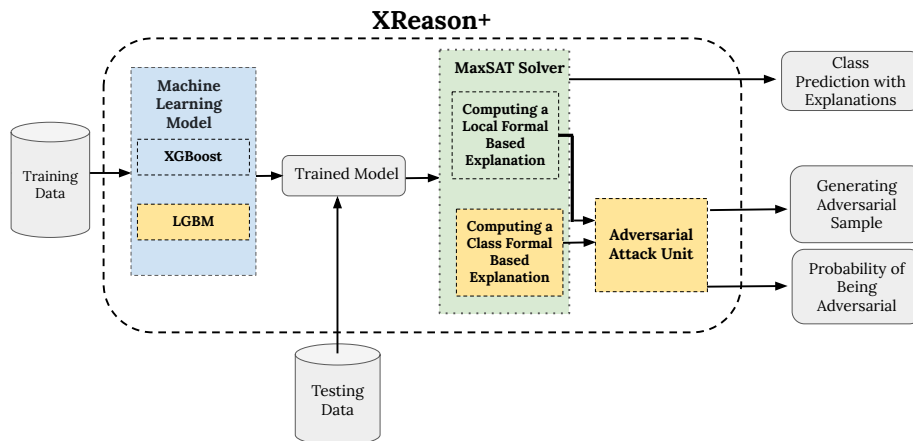 XReason+
Training
Data
Machine
Learning
Model
XGBoost
LGBM
Trained Model
Testing
Data
MaxSAT Solver
Computing a
Local Formal
Based
Explanation
Computing a
Class Formal
Based
Explanation
Adversarial
Attack Unit
Class
Prediction with
Explanations
Generating
Adversarial
Sample
Probability of
Being
Adversarial